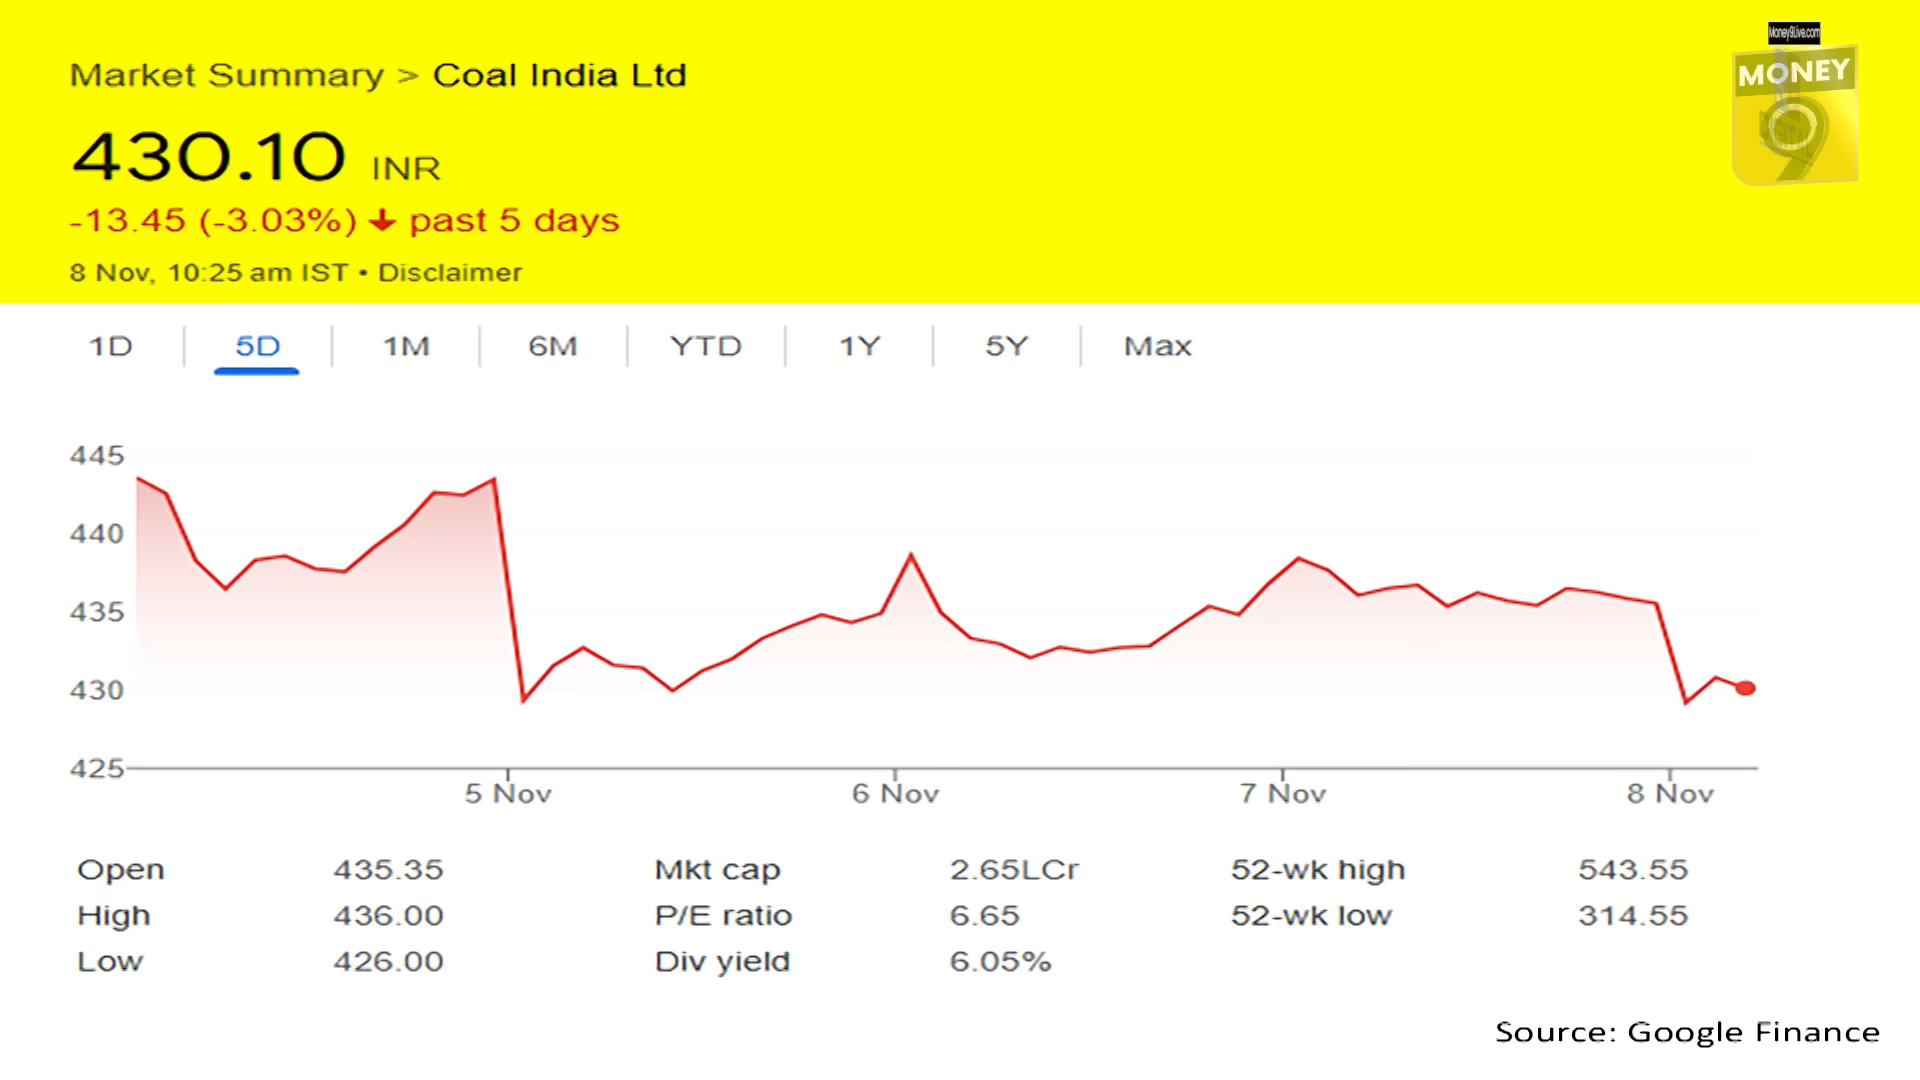 Money9Live.com
MONEY
9
Market Summary > Coal India Ltd
430.10 INR
-13.45 (-3.03%) ↓ past 5 days
8 Nov, 10:25 am IST • Disclaimer
1D 5D 1M 6M YTD 1Y 5Y Max
445
440
435
430
425
5 Nov 6 Nov 7 Nov 8 Nov
Open 435.35 Mkt cap 2.65LCr 52-wk high 543.55
High 436.00 P/E ratio 6.65 52-wk low 314.55
Low 426.00 Div yield 6.05%
Source: Google Finance